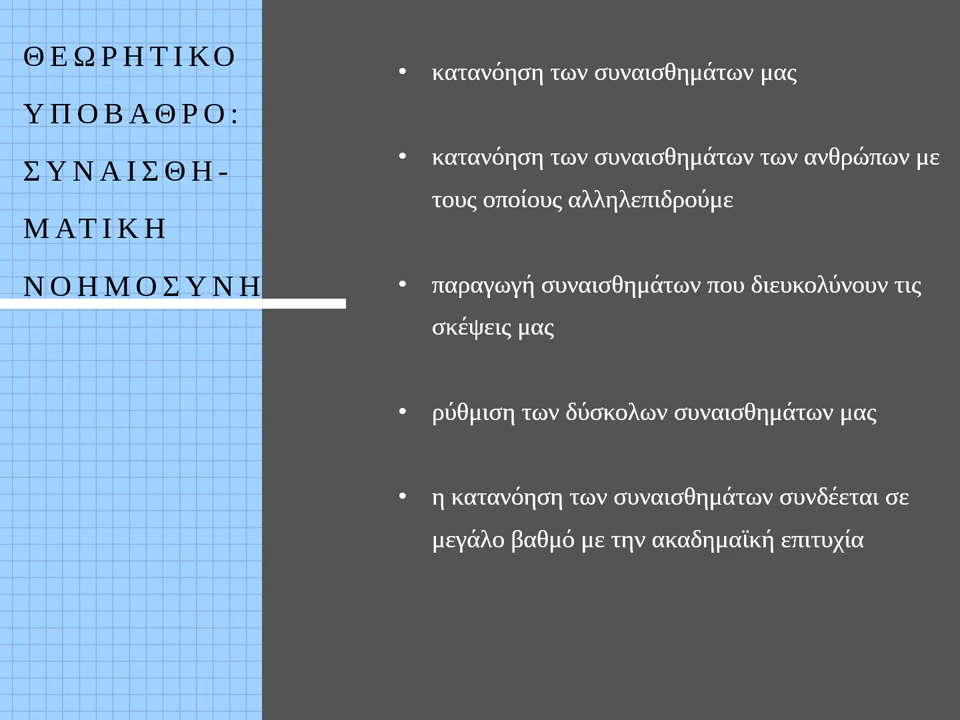 ΘΕΩΡΗΤΙΚΟ
ΥΠΟΒΑΘΡΟ:
ΣΥΝΑΙΣΘΗ-
ΜΑΤΙΚΗ
ΝΟΗΜΟΣΥΝΗ
• κατανόηση των συναισθημάτων μας
• κατανόηση των συναισθημάτων των ανθρώπων με
τους οποίους αλληλεπιδρούμε
• παραγωγή συναισθημάτων που διευκολύνουν τις
σκέψεις μας
• ρύθμιση των δύσκολων συναισθημάτων μας
• η κατανόηση των συναισθημάτων συνδέεται σε
μεγάλο βαθμό με την ακαδημαϊκή επιτυχία